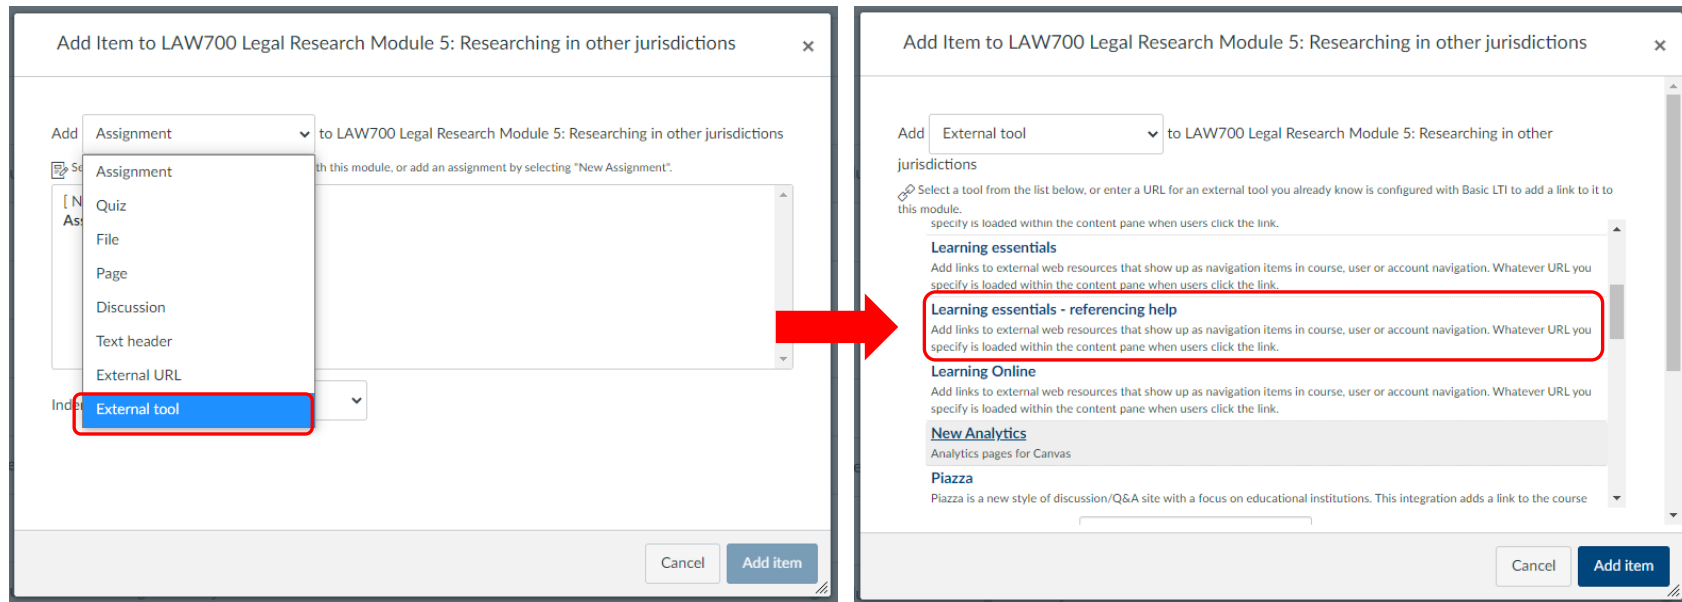 Add Item to LAW700 Legal Research Module 5: Researching in other jurisdictions ×
Add Assignment to LAW700 Legal Research Module 5: Researching in other jurisdictions
Se th this module, or add an assignment by selecting "New Assignment".
Assignment
Quiz
File
Page
Discussion
Text header
External URL
External tool
[ N
Ass
Inde
Cancel Add item
Add Item to LAW700 Legal Research Module 5: Researching in other jurisdictions ×
Add External tool to LAW700 Legal Research Module 5: Researching in other
jurisdictions
Select a tool from the list below, or enter a URL for an external tool you already know is configured with Basic LTI to add a link to it to
this module.
specify is loaded within the content pane when users click the link.
Learning essentials
Add links to external web resources that show up as navigation items in course, user or account navigation. Whatever URL you
specify is loaded within the content pane when users click the link.
Learning essentials - referencing help
Add links to external web resources that show up as navigation items in course, user or account navigation. Whatever URL you
specify is loaded within the content pane when users click the link.
Learning Online
Add links to external web resources that show up as navigation items in course, user or account navigation. Whatever URL you
specify is loaded within the content pane when users click the link.
New Analytics
Analytics pages for Canvas
Piazza
Piazza is a new style of discussion/Q&A site with a focus on educational institutions. This integration adds a link to the course
Cancel Add item